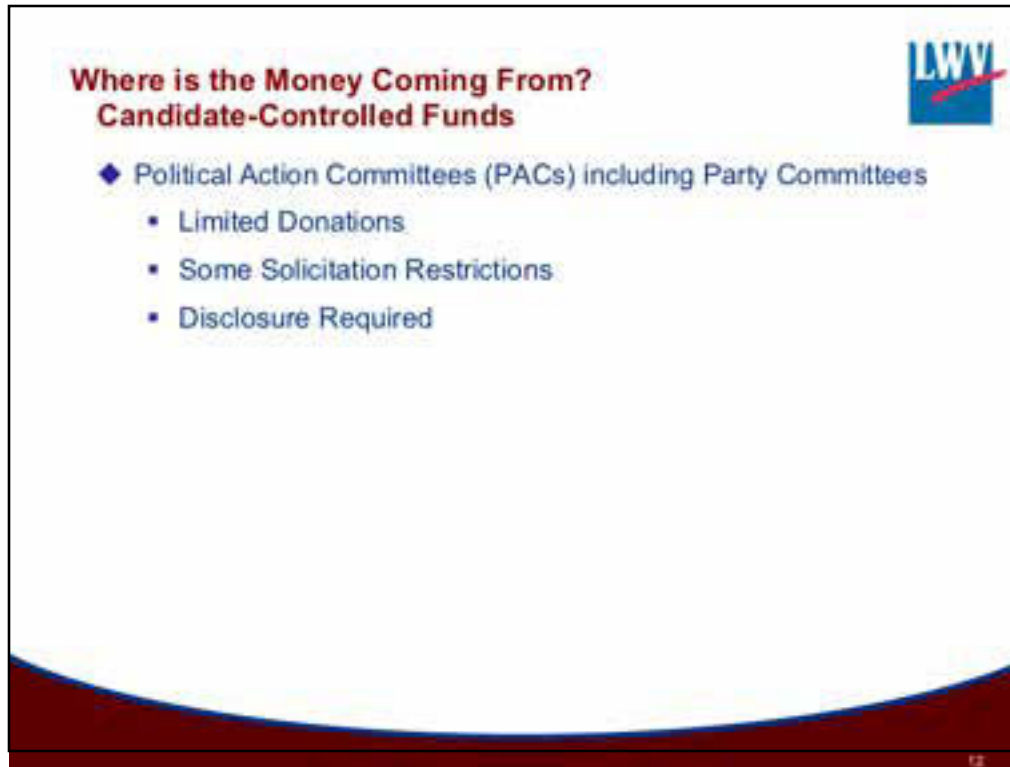 Where is the Money Coming From?
Candidate-Controlled Funds
LWV
◆ Political Action Committees (PACs) including Party Committees
▪ Limited Donations
▪ Some Solicitation Restrictions
▪ Disclosure Required
12